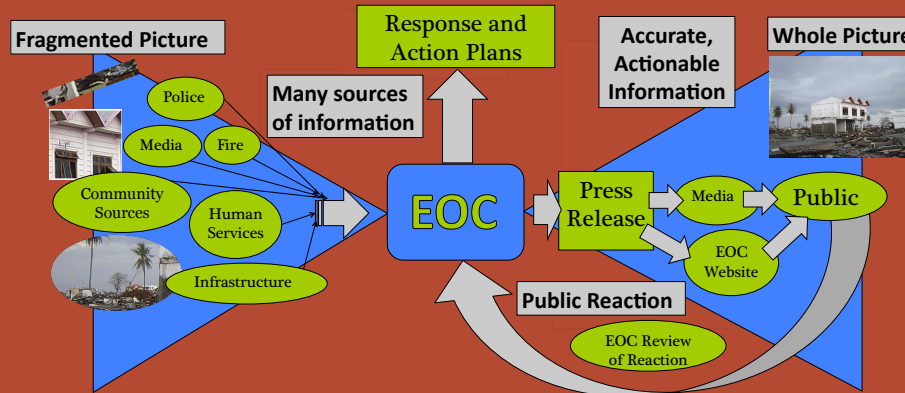 Fragmented Picture
Police
Media
Fire
Community
Sources
Human
Services
Infrastructure
Many sources
of information
Response and
Action Plans
EOC
Accurate,
Actionable
Information
Whole Picture
Press
Release
Media
Public
EOC
Website
Public Reaction
EOC Review
of Reaction